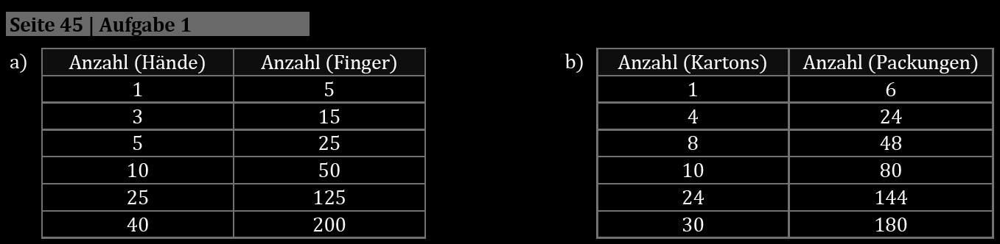 Seite 45 | Aufgabe 1
a)
Anzahl (Hände) Anzahl (Finger)
1 5
3 15
5 25
10 50
25 125
40 200
b)
Anzahl (Kartons) Anzahl (Packungen)
1 6
4 24
8 48
10 80
24 144
30 180